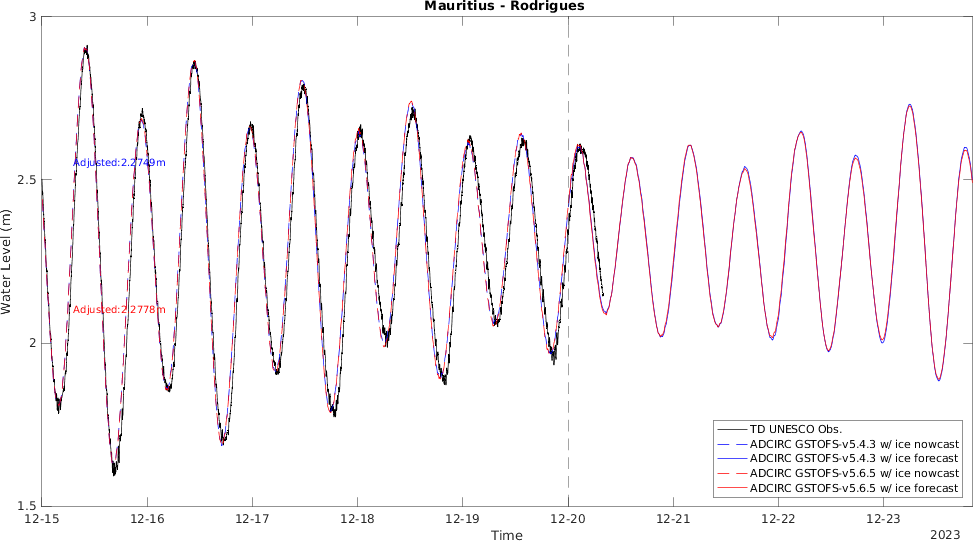 Mauritius - Rodrigues
3
2.5
2
1.5
Water Level (m)
Adjusted:2.2749m
Adjusted:2.2778m
TD UNESCO Obs.
ADCIRC GSTOFS-v5.4.3 w/ ice nowcast
ADCIRC GSTOFS-v5.4.3 w/ ice forecast
ADCIRC GSTOFS-v5.6.5 w/ ice nowcast
ADCIRC GSTOFS-v5.6.5 w/ ice forecast
12-15 12-16 12-17 12-18 12-19 12-20 12-21 12-22 12-23
Time
2023